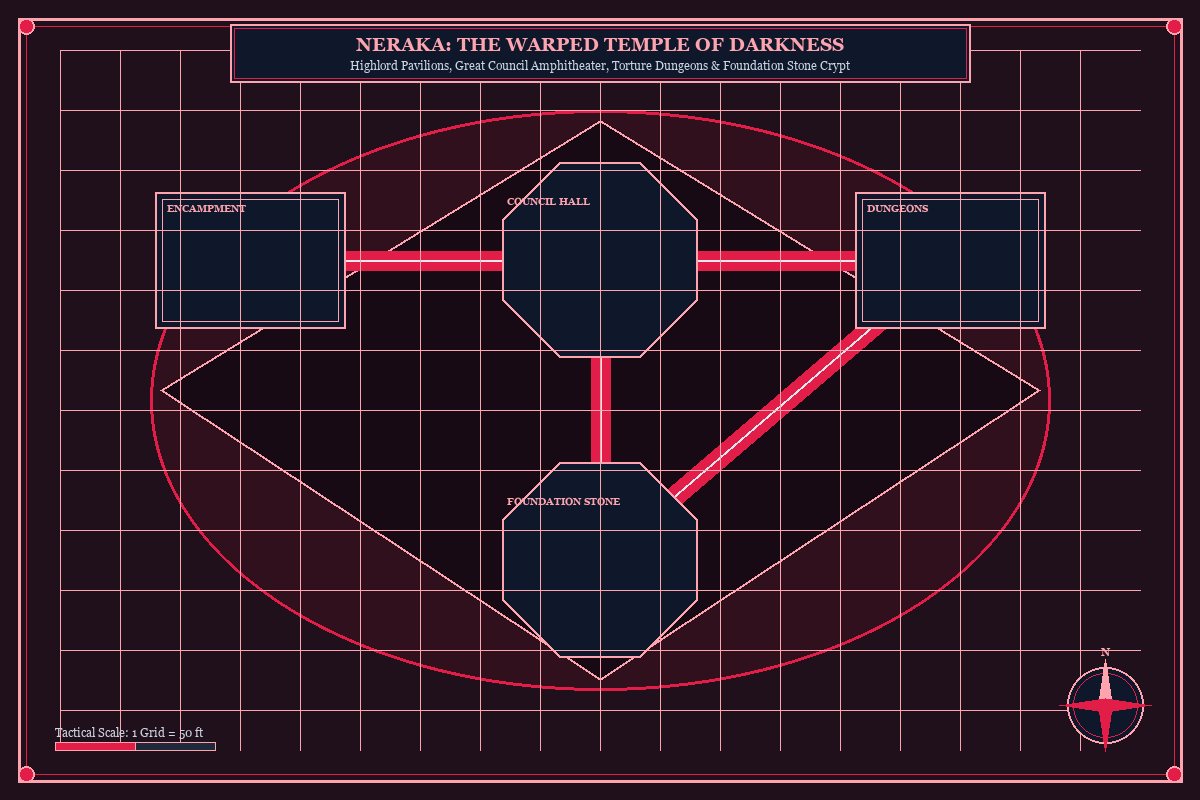 NERAKA: THE WARPED TEMPLE OF DARKNESS
Highlord Pavilions, Great Council Amphitheater, Torture Dungeons & Foundation Stone Crypt
COUNCIL HALL
ENCAMPMENT
DUNGEONS
FOUNDATION STONE
N
Tactical Scale: 1 Grid = 50 ft